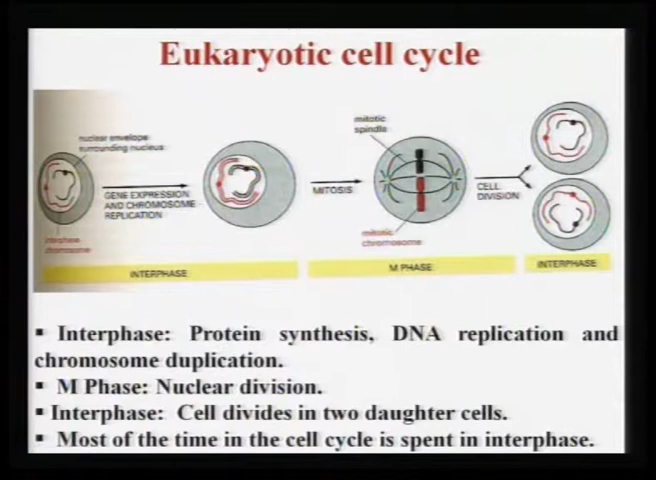 Eukaryotic cell cycle
nuclear envelope
surrounding nucleus
mitotic
spindle
GENE EXPRESSION
AND CHROMOSOME
REPLICATION
MITOSIS
CELL
DIVISION
interphase
chromosome
mitotic
chromosome
INTERPHASE
M PHASE
INTERPHASE
▪ Interphase: Protein synthesis, DNA replication and
chromosome duplication.
▪ M Phase: Nuclear division.
▪ Interphase: Cell divides in two daughter cells.
▪ Most of the time in the cell cycle is spent in interphase.